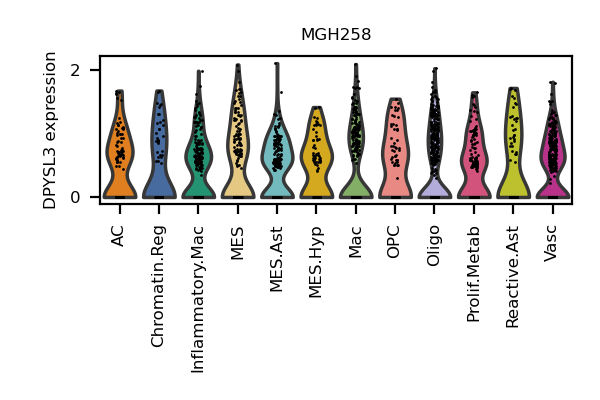 MGH258
DPYSL3 expression
2
0
AC
Chromatin.Reg
Inflammatory.Mac
MES
MES.Ast
MES.Hyp
Mac
OPC
Oligo
Prolif.Metab
Reactive.Ast
Vasc